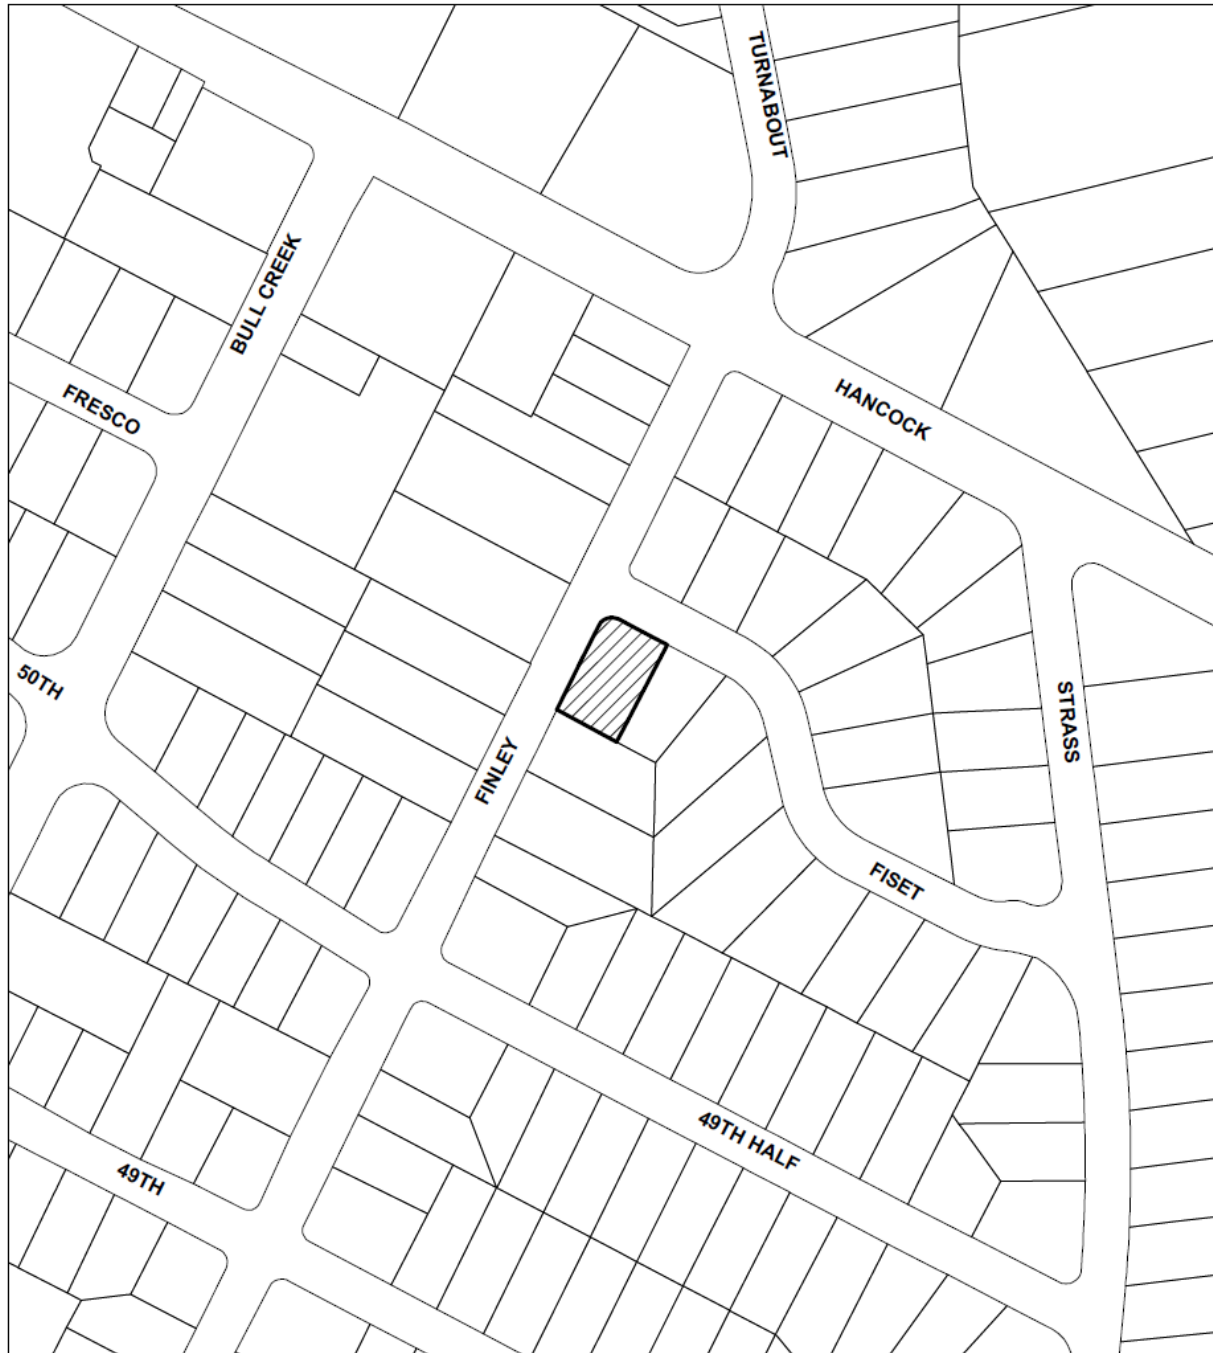 TURNABOUT
BULL CREEK
FRESCO
HANCOCK
50TH
STRASS
FINLEY
FISET
49TH HALF
49TH